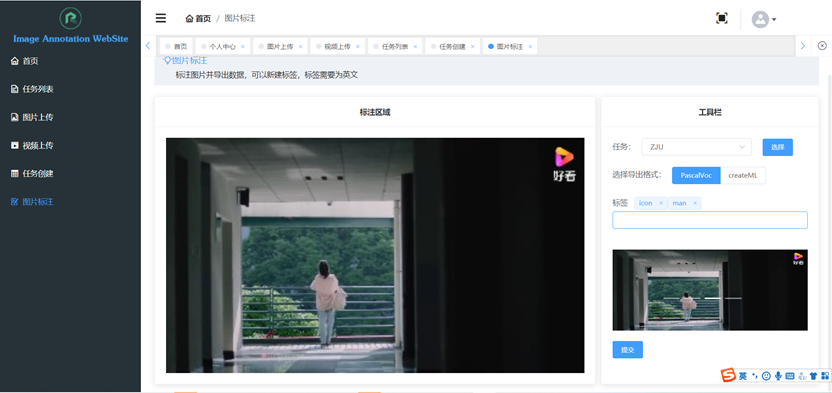 Image Annotation WebSite
首页
任务列表
图片上传
视频上传
任务创建
图片标注
首页 / 图片标注
首页
个人中心 ×
图片上传 ×
视频上传 ×
任务列表 ×
任务创建 ×
图片标注 ×
图片标注
标注图片并导出数据，可以新建标签，标签需要为英文
标注区域
好看
工具栏
任务： ZJU 选择
选择导出格式： PascalVoc createML
标签 icon × man ×
好看
提交
英